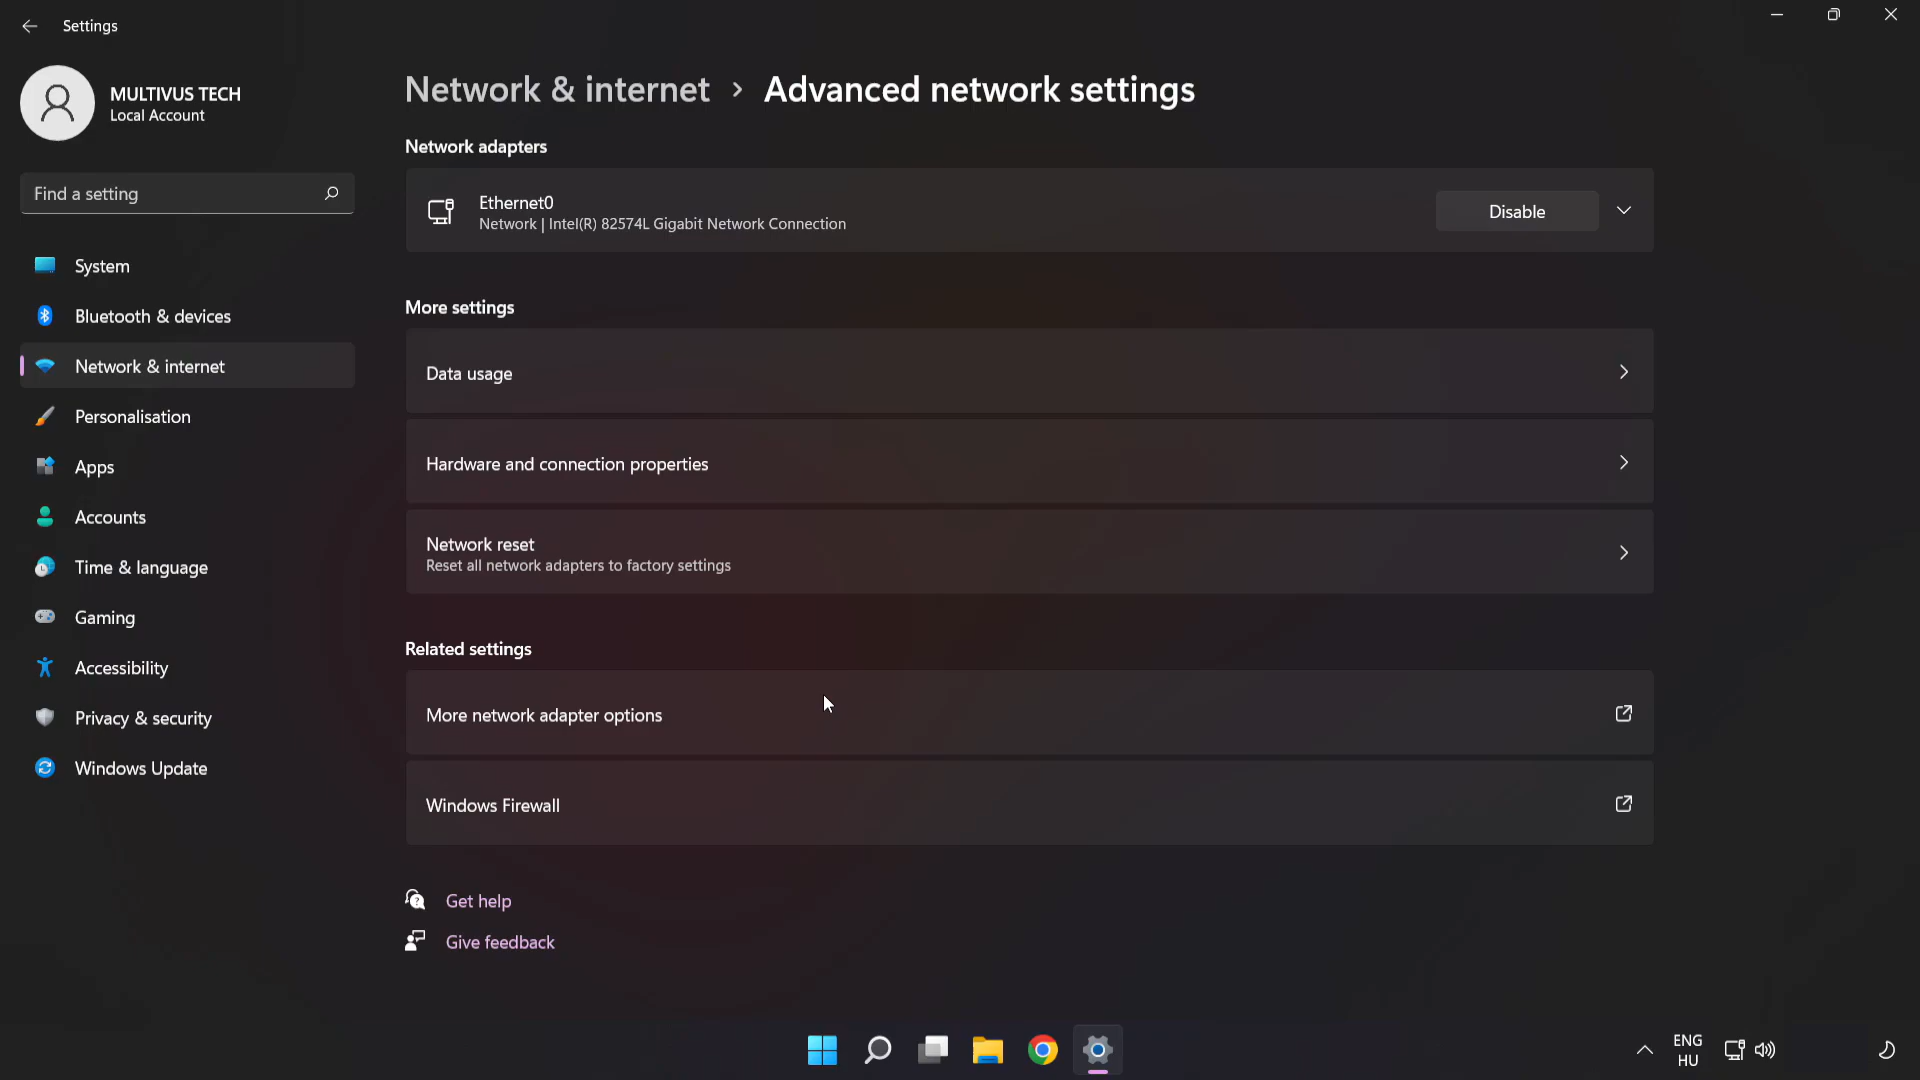 Settings
MULTIVUS TECH
Local Account
Find a setting
System
Bluetooth & devices
Network & internet
Personalisation
Apps
Accounts
Time & language
Gaming
Accessibility
Privacy & security
Windows Update
Network & internet › Advanced network settings
Network adapters
Ethernet0
Network | Intel(R) 82574L Gigabit Network Connection
Disable
More settings
Data usage
Hardware and connection properties
Network reset
Reset all network adapters to factory settings
Related settings
More network adapter options
Windows Firewall
Get help
Give feedback
ENG
HU